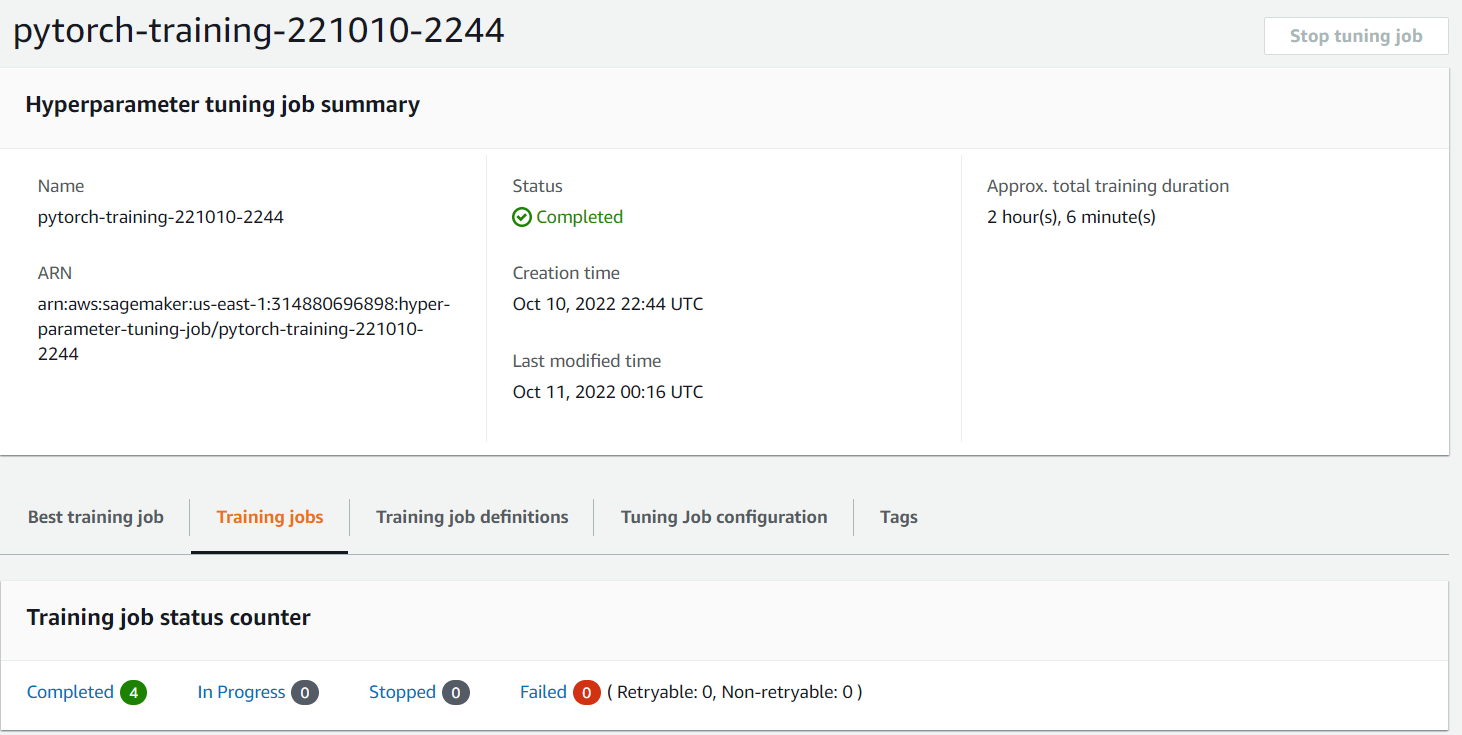 pytorch-training-221010-2244
Stop tuning job
Hyperparameter tuning job summary
Name
pytorch-training-221010-2244
ARN
arn:aws:sagemaker:us-east-1:314880696898:hyper-
parameter-tuning-job/pytorch-training-221010-
2244
Status
Completed
Creation time
Oct 10, 2022 22:44 UTC
Last modified time
Oct 11, 2022 00:16 UTC
Approx. total training duration
2 hour(s), 6 minute(s)
Best training job
Training jobs
Training job definitions
Tuning Job configuration
Tags
Training job status counter
Completed 4
In Progress 0
Stopped 0
Failed 0 ( Retryable: 0, Non-retryable: 0 )